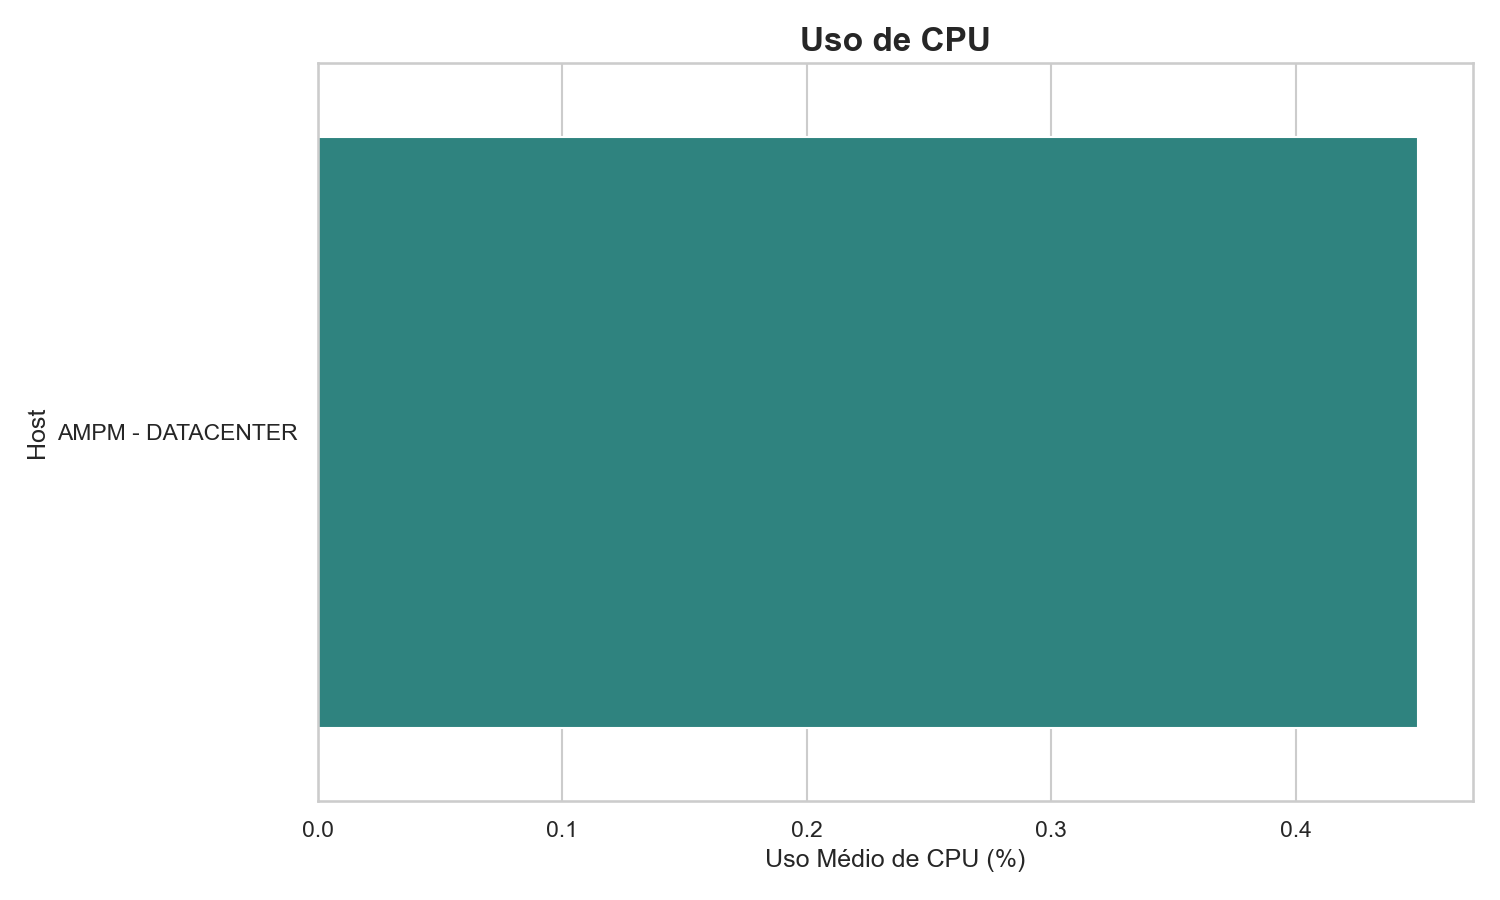 Uso de CPU
Host
AMPM - DATACENTER
0.0
0.1
0.2
0.3
0.4
Uso Médio de CPU (%)